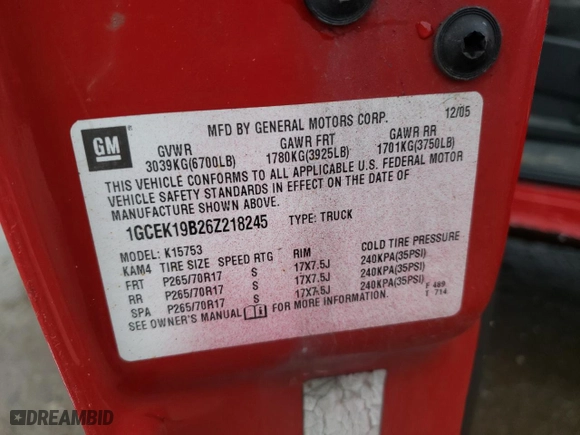 GM
MFD BY GENERAL MOTORS CORP. 12/05
GVWR GAWR FRT GAWR RR
3039KG(6700LB) 1780KG(3925LB) 1701KG(3750LB)
THIS VEHICLE CONFORMS TO ALL APPLICABLE U.S. FEDERAL MOTOR
VEHICLE SAFETY STANDARDS IN EFFECT ON THE DATE OF
MANUFACTURE SHOWN ABOVE.
1GCEK19B26Z218245 TYPE: TRUCK
MODEL: K15753
KAM4 TIRE SIZE SPEED RTG RIM COLD TIRE PRESSURE
FRT P265/70R17 S 17X7.5J 240KPA(35PSI)
RR P265/70R17 S 17X7.5J 240KPA(35PSI)
SPA P265/70R17 S 17X7.5J 240KPA(35PSI)
SEE OWNER'S MANUAL FOR MORE INFORMATION.
F 489
1 714
DREAMBID